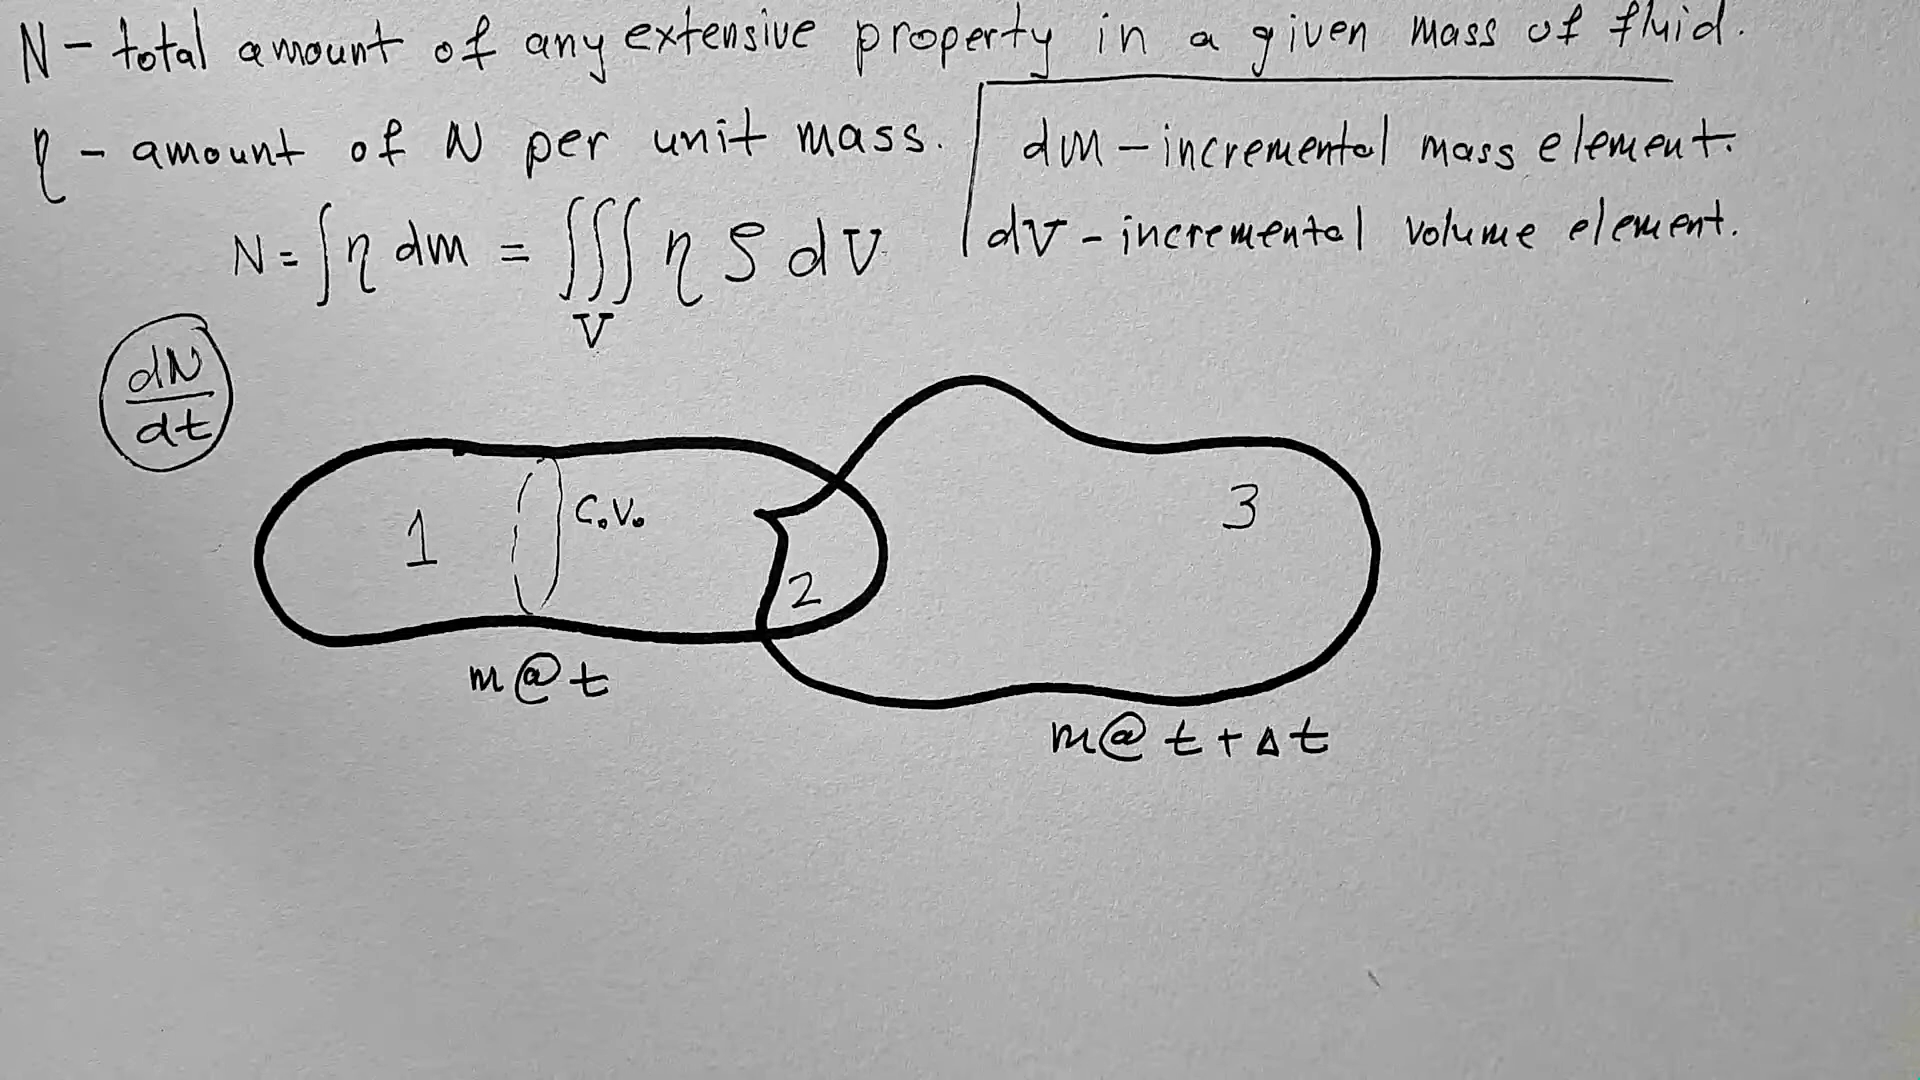 N - total amount of any extensive property in a given mass of fluid.
η - amount of N per unit mass.
dm - incremental mass element.
dV - incremental volume element.
N = ∫ η dm = ∭ η ρ dV
V
dN
dt
1
C.V.
2
3
m@t
m@ t + Δt